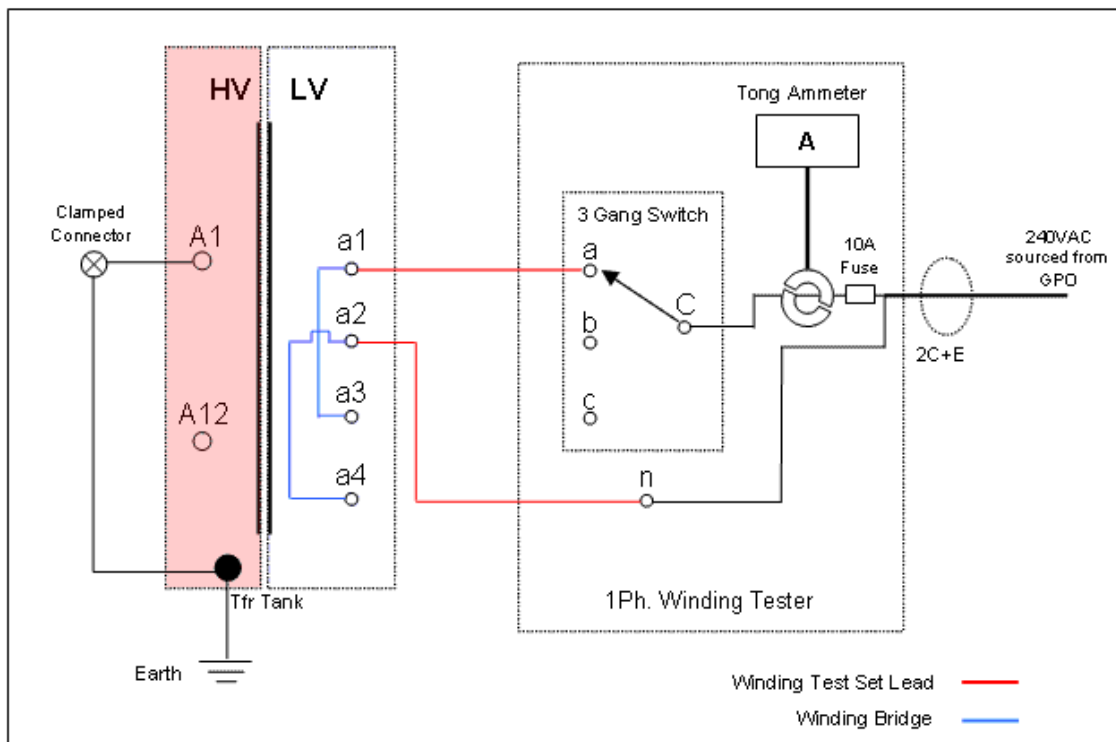 HV
LV
Tong Ammeter
A
Clamped
Connector
A1
A12
a1
a2
a3
a4
3 Gang Switch
a
b
c
C
10A
Fuse
240VAC
sourced from
GPO
2C+E
n
Tfr Tank
1Ph. Winding Tester
Earth
Winding Test Set Lead
Winding Bridge